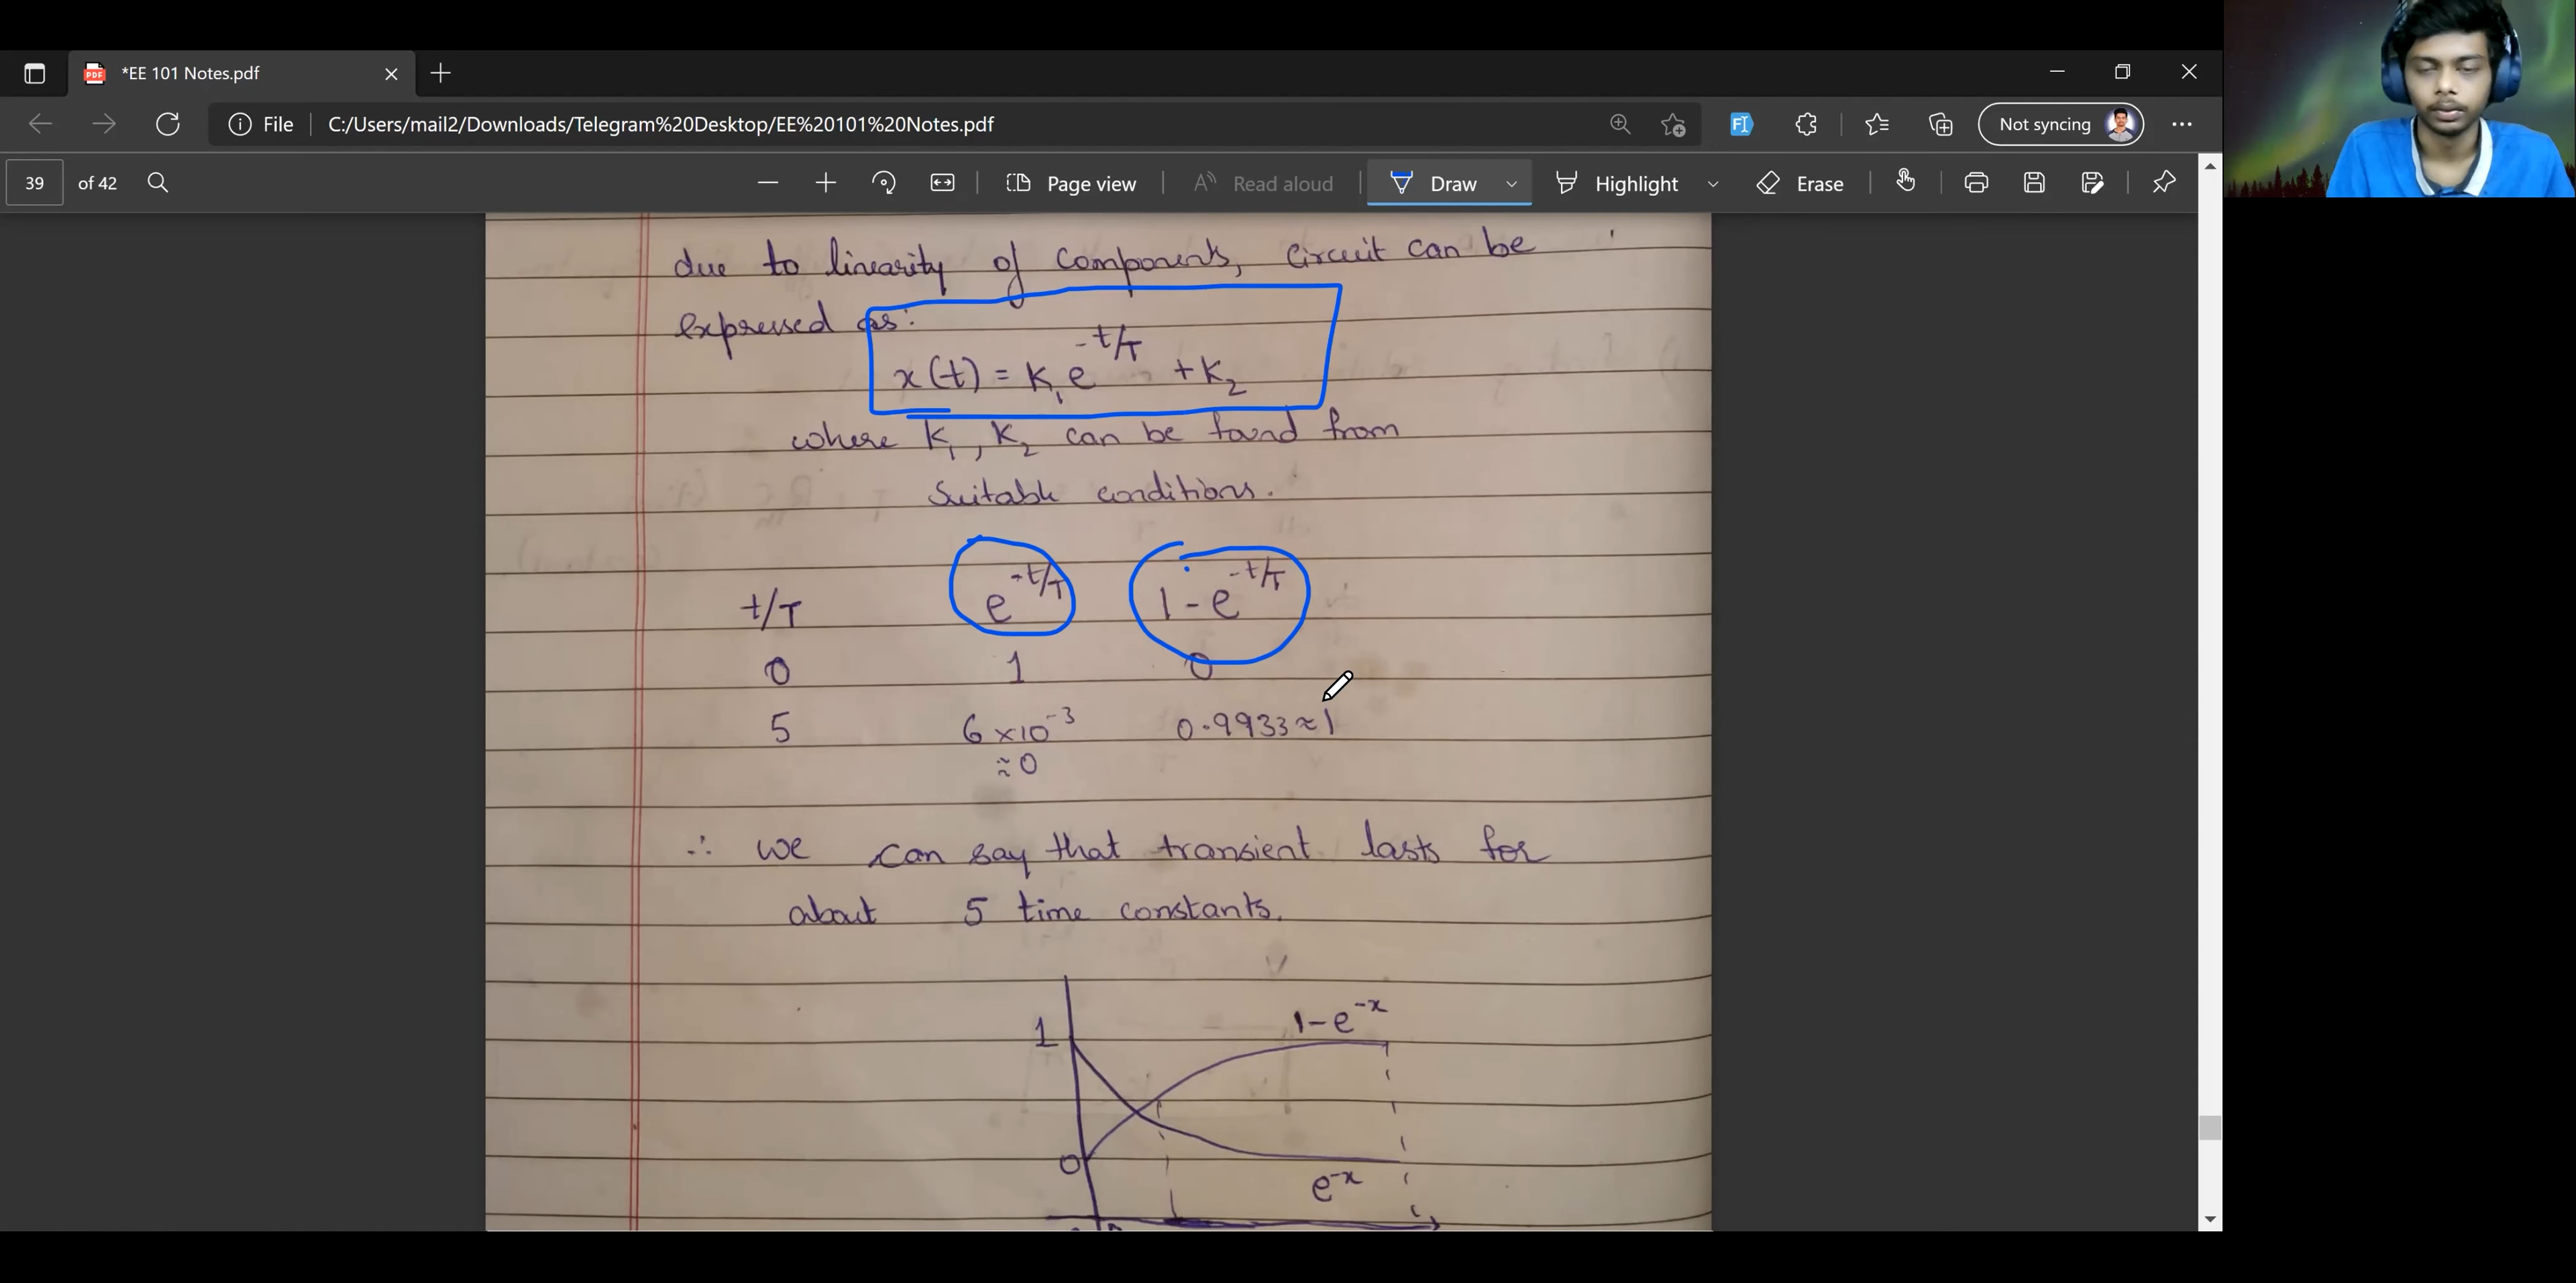 *EE 101 Notes.pdf
File
C:/Users/mail2/Downloads/Telegram%20Desktop/EE%20101%20Notes.pdf
Not syncing
39 of 42
Page view
Read aloud
Draw
Highlight
Erase
due to linearity of components, circuit can be
expressed as:
x(t) = K₁ e^(-t/τ) + K₂
where K₁, K₂ can be found from
suitable conditions.
t/τ e^(-t/τ) 1 - e^(-t/τ)
0 1 0
5 6 × 10⁻³ 0.9933 ≈ 1
≈ 0
∴ we can say that transient lasts for
about 5 time constants.
1 - e^(-x)
1
0
e^(-x)